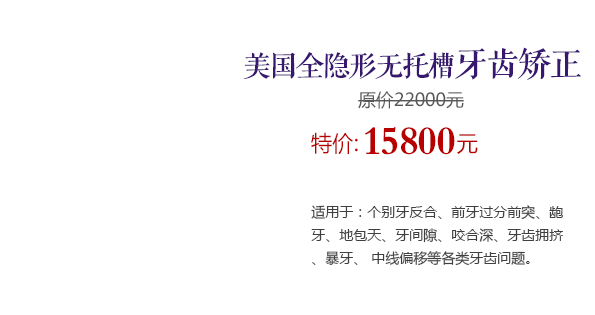 美国全隐形无托槽牙齿矫正
原价22000元
特价:15800元
适用于：个别牙反合、前牙过分前突、龅
牙、地包天、牙间隙、咬合深、牙齿拥挤
、暴牙、 中线偏移等各类牙齿问题。